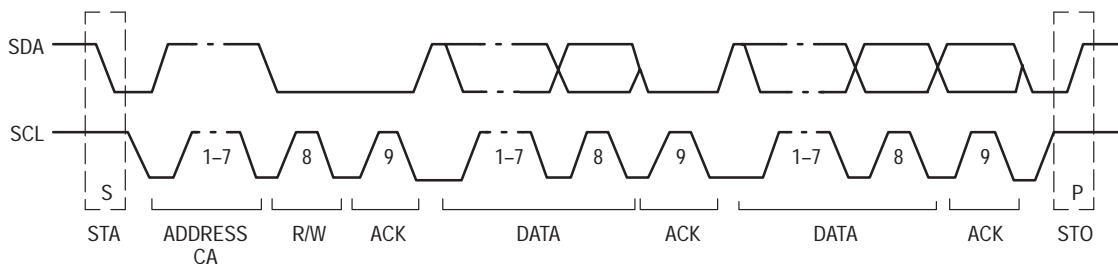 SDA
SCL
1–7
8
9
1–7
8
9
1–7
8
9
S
P
STA
ADDRESS
CA
R/W
ACK
DATA
ACK
DATA
ACK
STO